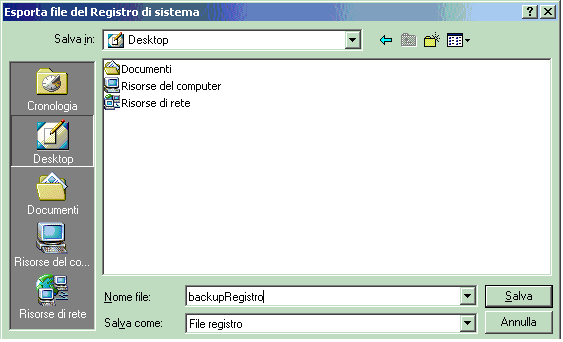 Esporta file del Registro di sistema
Salva in: Desktop
Cronologia
Desktop
Documenti
Risorse del co...
Risorse di rete
Documenti
Risorse del computer
Risorse di rete
Nome file: backupRegistro Salva
Salva come: File registro Annulla